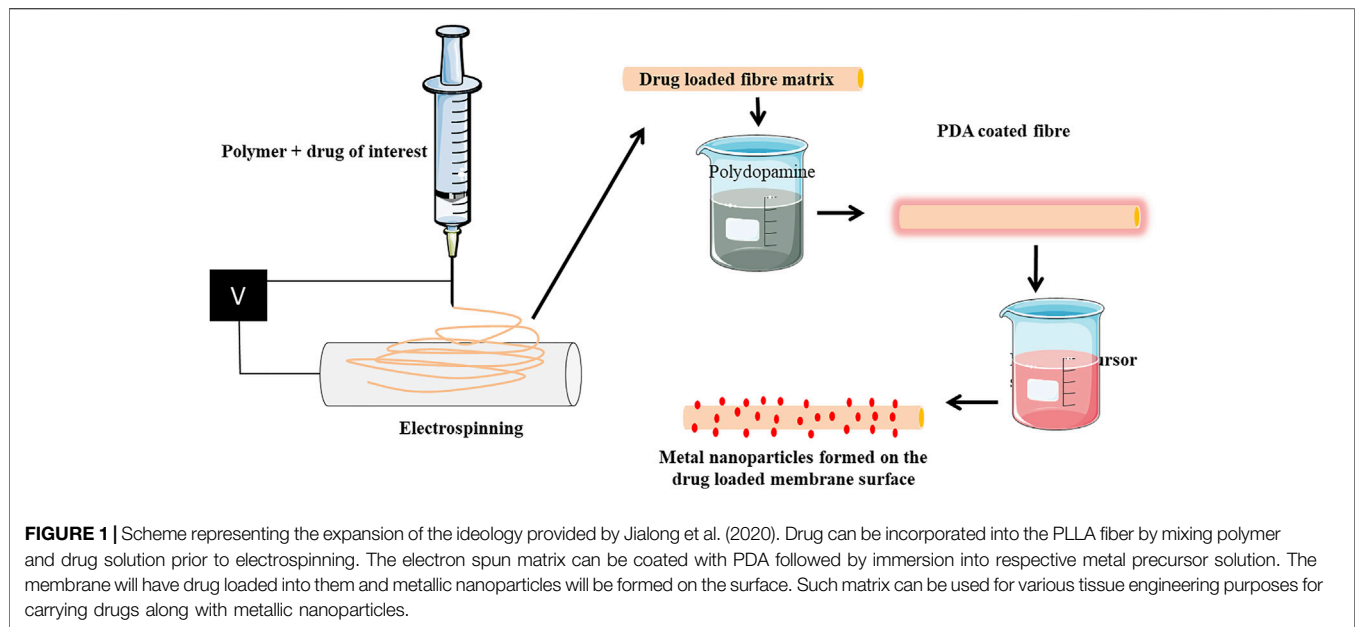 Polymer + drug of interest
V
Electrospinning
Drug loaded fibre matrix
Polydopamine
PDA coated fibre
Metal nanoparticles formed on the
drug loaded membrane surface
FIGURE 1 | Scheme representing the expansion of the ideology provided by Jialong et al. (2020). Drug can be incorporated into the PLLA fiber by mixing polymer
and drug solution prior to electrospinning. The electron spun matrix can be coated with PDA followed by immersion into respective metal precursor solution. The
membrane will have drug loaded into them and metallic nanoparticles will be formed on the surface. Such matrix can be used for various tissue engineering purposes for
carrying drugs along with metallic nanoparticles.